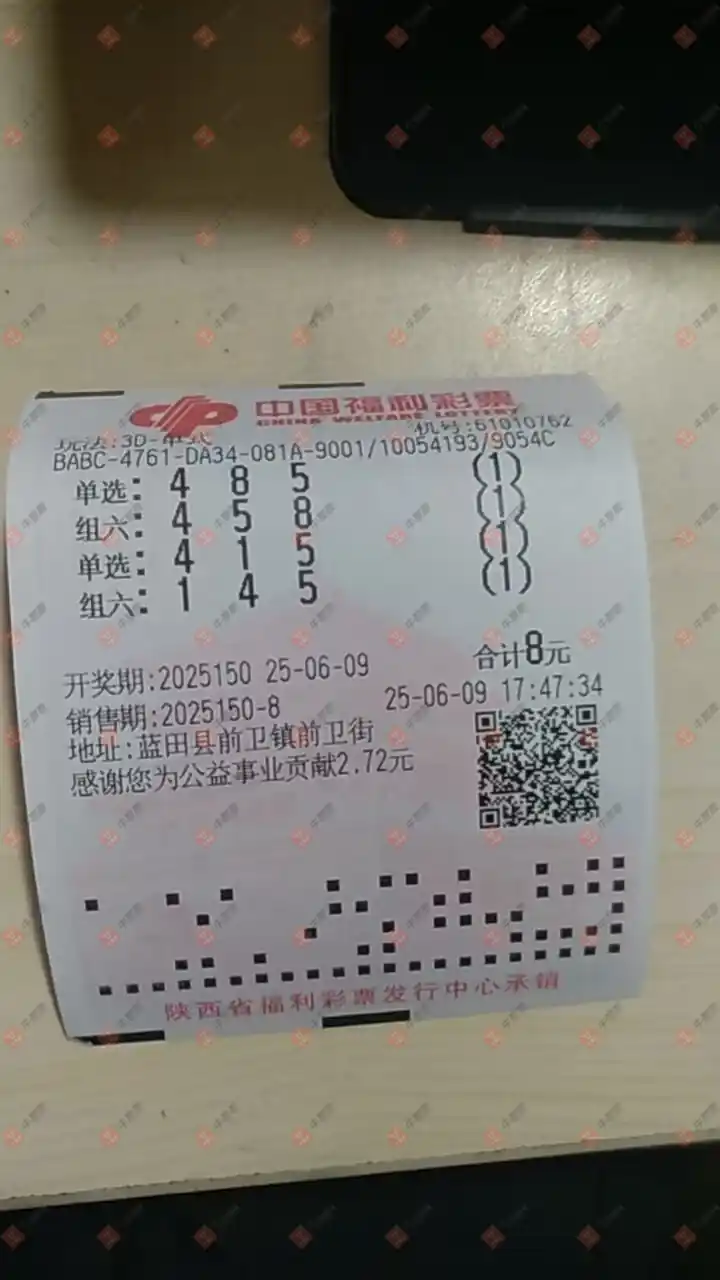 中国福利彩票
CHINA WELFARE LOTTERY
玩法:3D-单式 机号:61010762
BABC-4761-DA34-081A-9001/10054193/9054C
单选: 4 8 5 (1)
组六: 4 5 8 (1)
单选: 4 1 5 (1)
组六: 1 4 5 (1)
合计8元
开奖期:2025150 25-06-09
销售期:2025150-8 25-06-09 17:47:34
地址:蓝田县前卫镇前卫街
感谢您为公益事业贡献2.72元
陕西省福利彩票发行中心承销